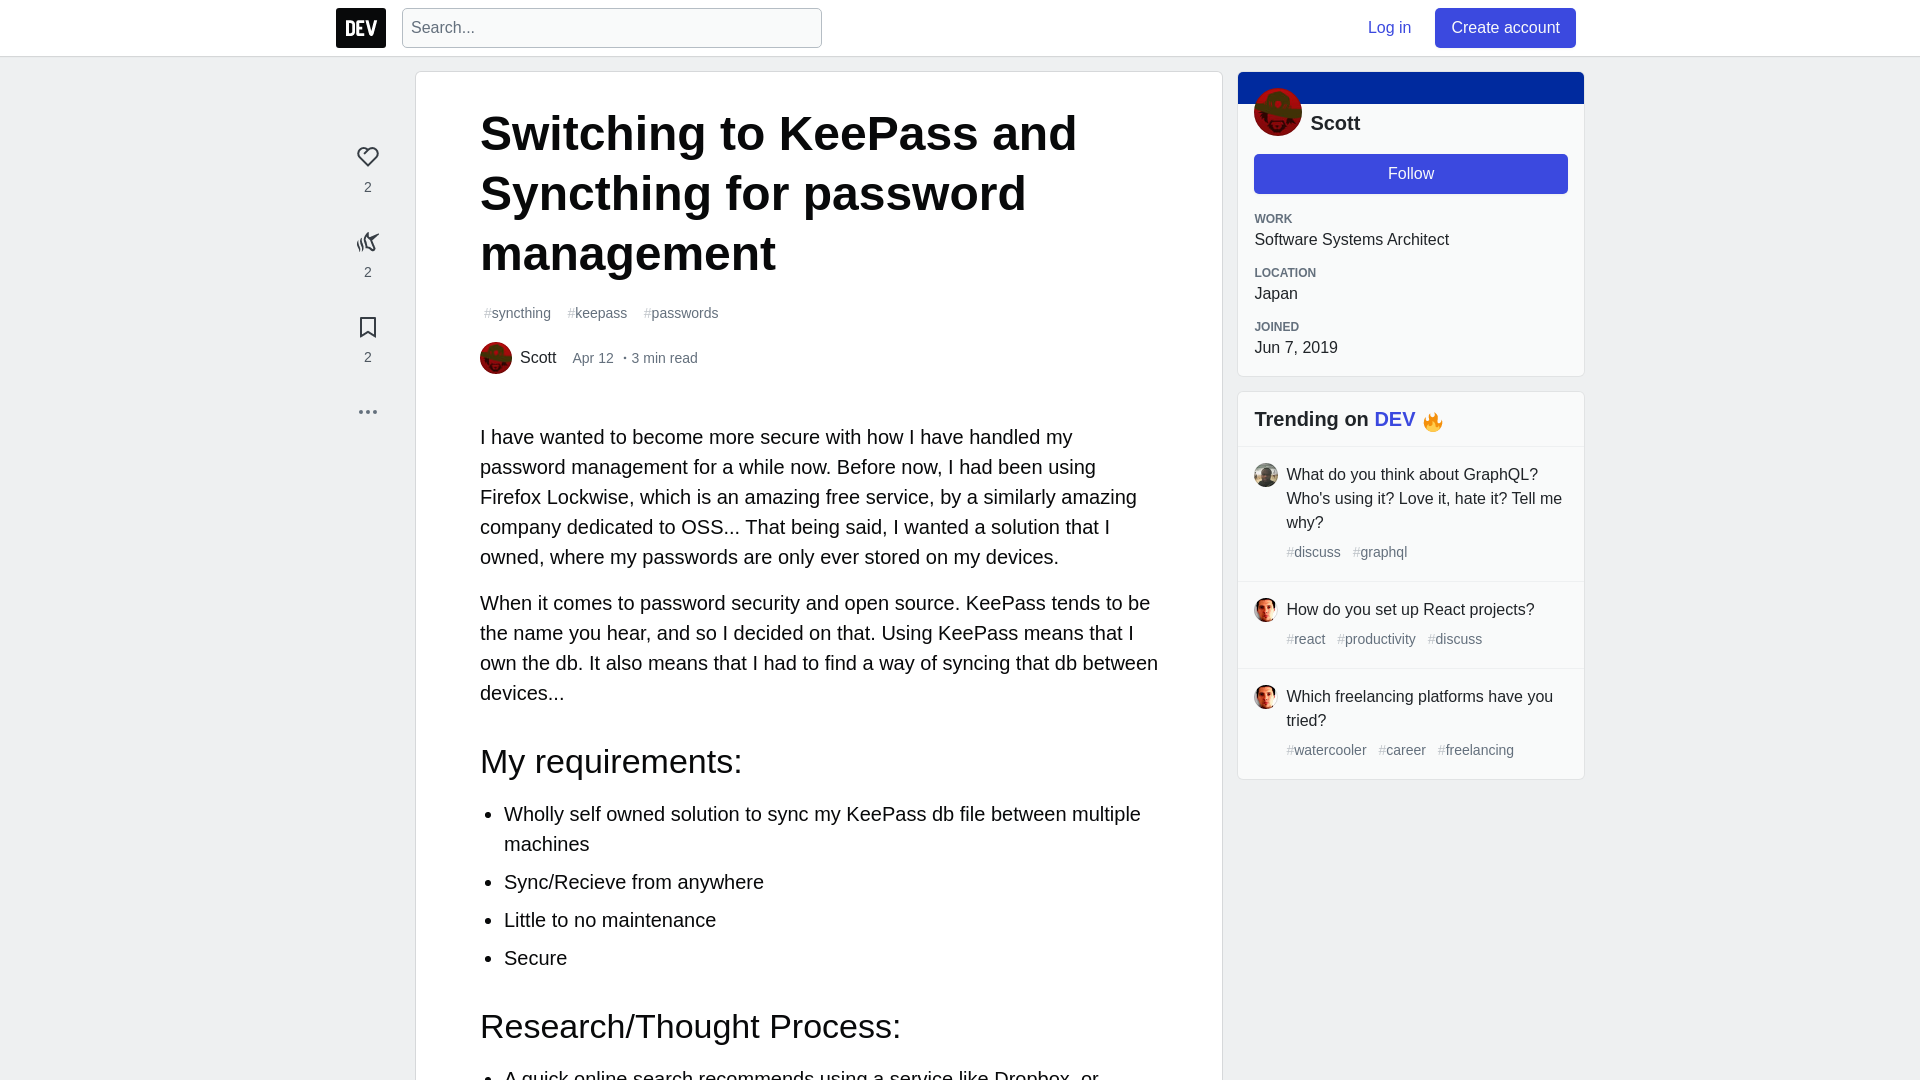 DEV
Search...
Log in
Create account
2
2
2
Switching to KeePass and
Syncthing for password
management
#syncthing #keepass #passwords
Scott Apr 12 ・3 min read
I have wanted to become more secure with how I have handled my
password management for a while now. Before now, I had been using
Firefox Lockwise, which is an amazing free service, by a similarly amazing
company dedicated to OSS... That being said, I wanted a solution that I
owned, where my passwords are only ever stored on my devices.
When it comes to password security and open source. KeePass tends to be
the name you hear, and so I decided on that. Using KeePass means that I
own the db. It also means that I had to find a way of syncing that db between
devices...
My requirements:
• Wholly self owned solution to sync my KeePass db file between multiple
machines
• Sync/Recieve from anywhere
• Little to no maintenance
• Secure
Research/Thought Process:
• A quick online search recommends using a service like Dropbox, or
Scott
Follow
WORK
Software Systems Architect
LOCATION
Japan
JOINED
Jun 7, 2019
Trending on DEV 🔥
What do you think about GraphQL?
Who's using it? Love it, hate it? Tell me
why?
#discuss #graphql
How do you set up React projects?
#react #productivity #discuss
Which freelancing platforms have you
tried?
#watercooler #career #freelancing